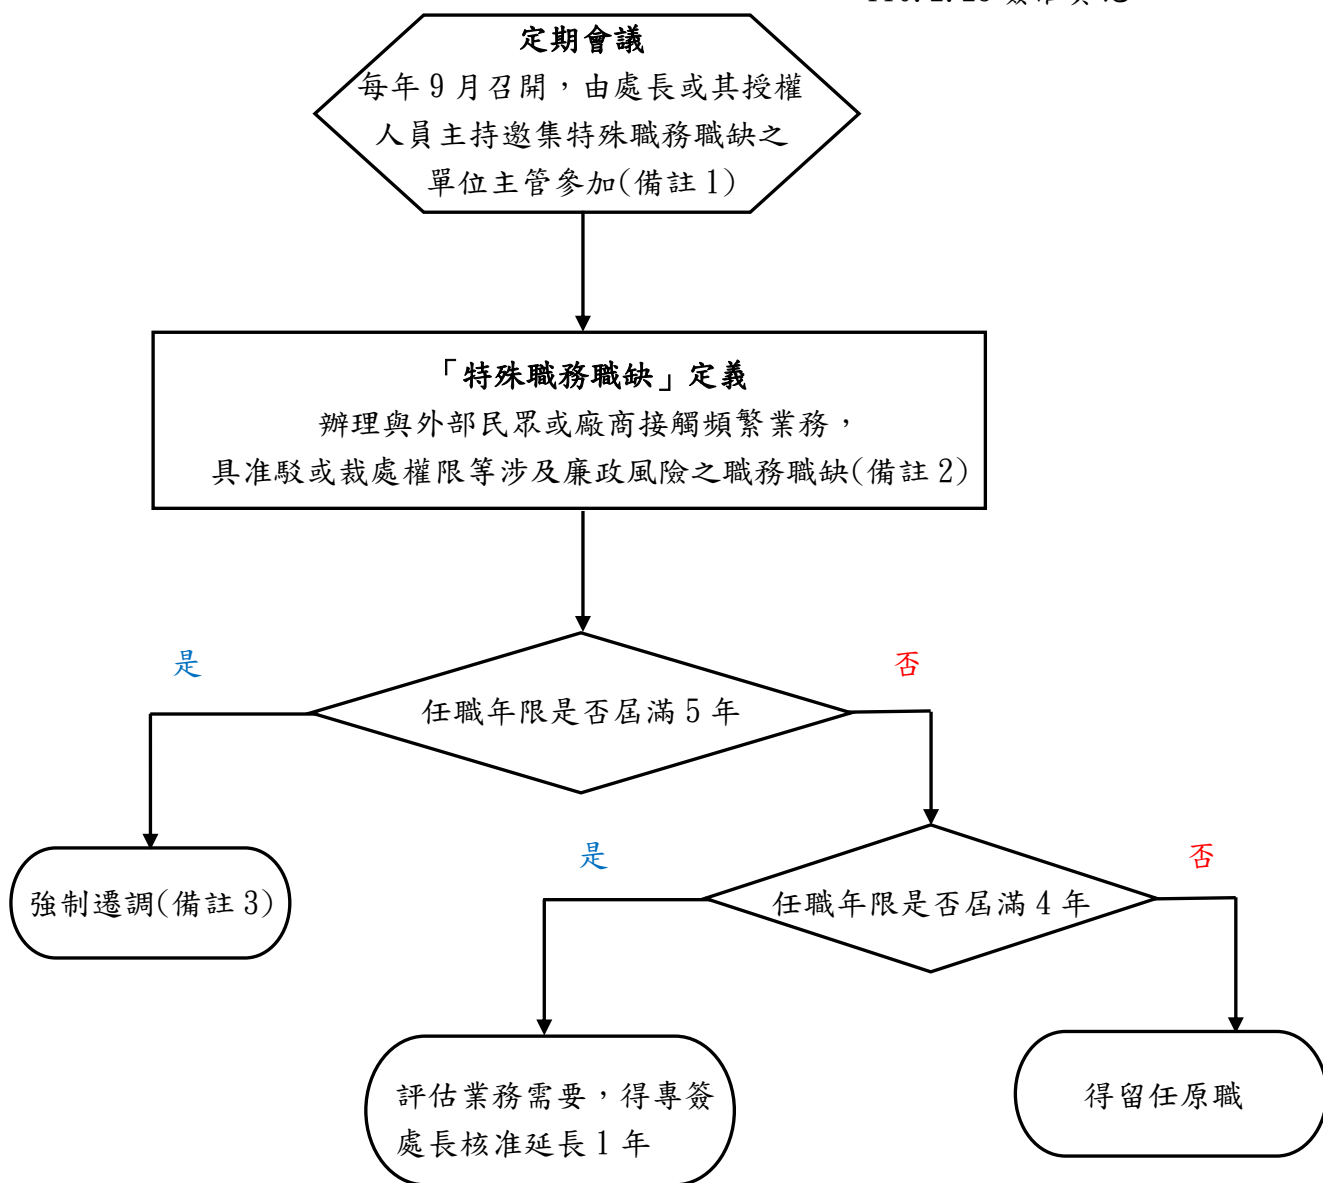 定期會議
每年 9 月召開，由處長或其授權
人員主持邀集特殊職務職缺之
單位主管參加(備註 1)
「特殊職務職缺」定義
辦理與外部民眾或廠商接觸頻繁業務，
具准駁或裁處權限等涉及廉政風險之職務職缺(備註 2)
是
否
任職年限是否屆滿 5 年
強制遷調(備註 3)
是
否
任職年限是否屆滿 4 年
評估業務需要，得專簽
處長核准延長 1 年
得留任原職